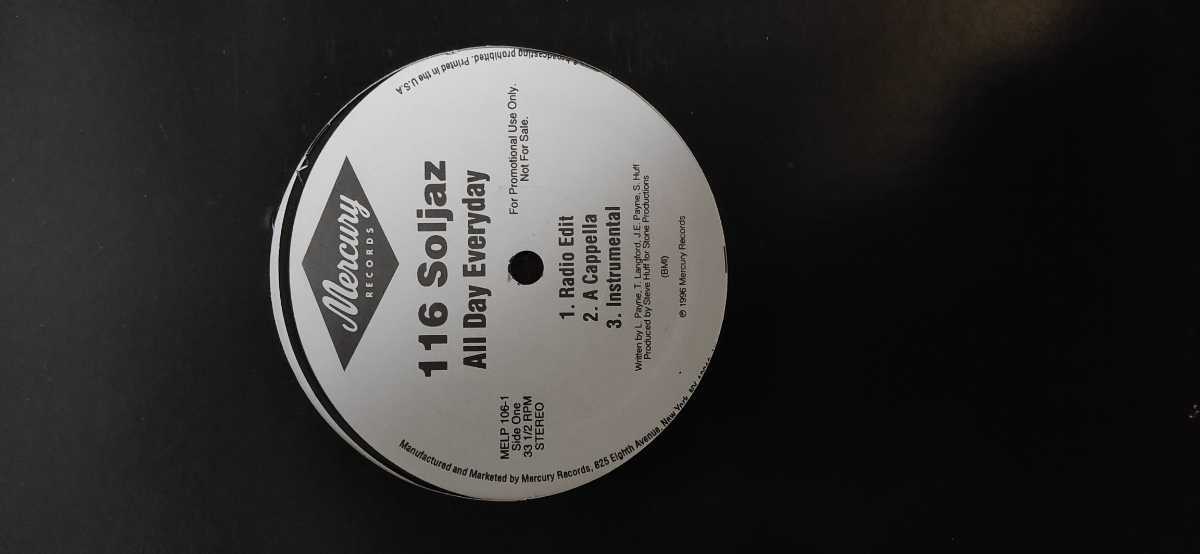 Mercury
RECORDS
116 Soljaz
All Day Everyday
MELP 106-1
Side One
33 1/2 RPM
STEREO
For Promotional Use Only.
Not For Sale.
1. Radio Edit
2. A Cappella
3. Instrumental
Written by L. Payne, T. Langford, J.E. Payne, S. Huff
Produced by Steve Huff for Stone Productions
(BMI)
℗ 1996 Mercury Records
Manufactured and Marketed by Mercury Records, 825 Eighth Avenue, New York, NY
broadcasting prohibited. Printed in the U.S.A